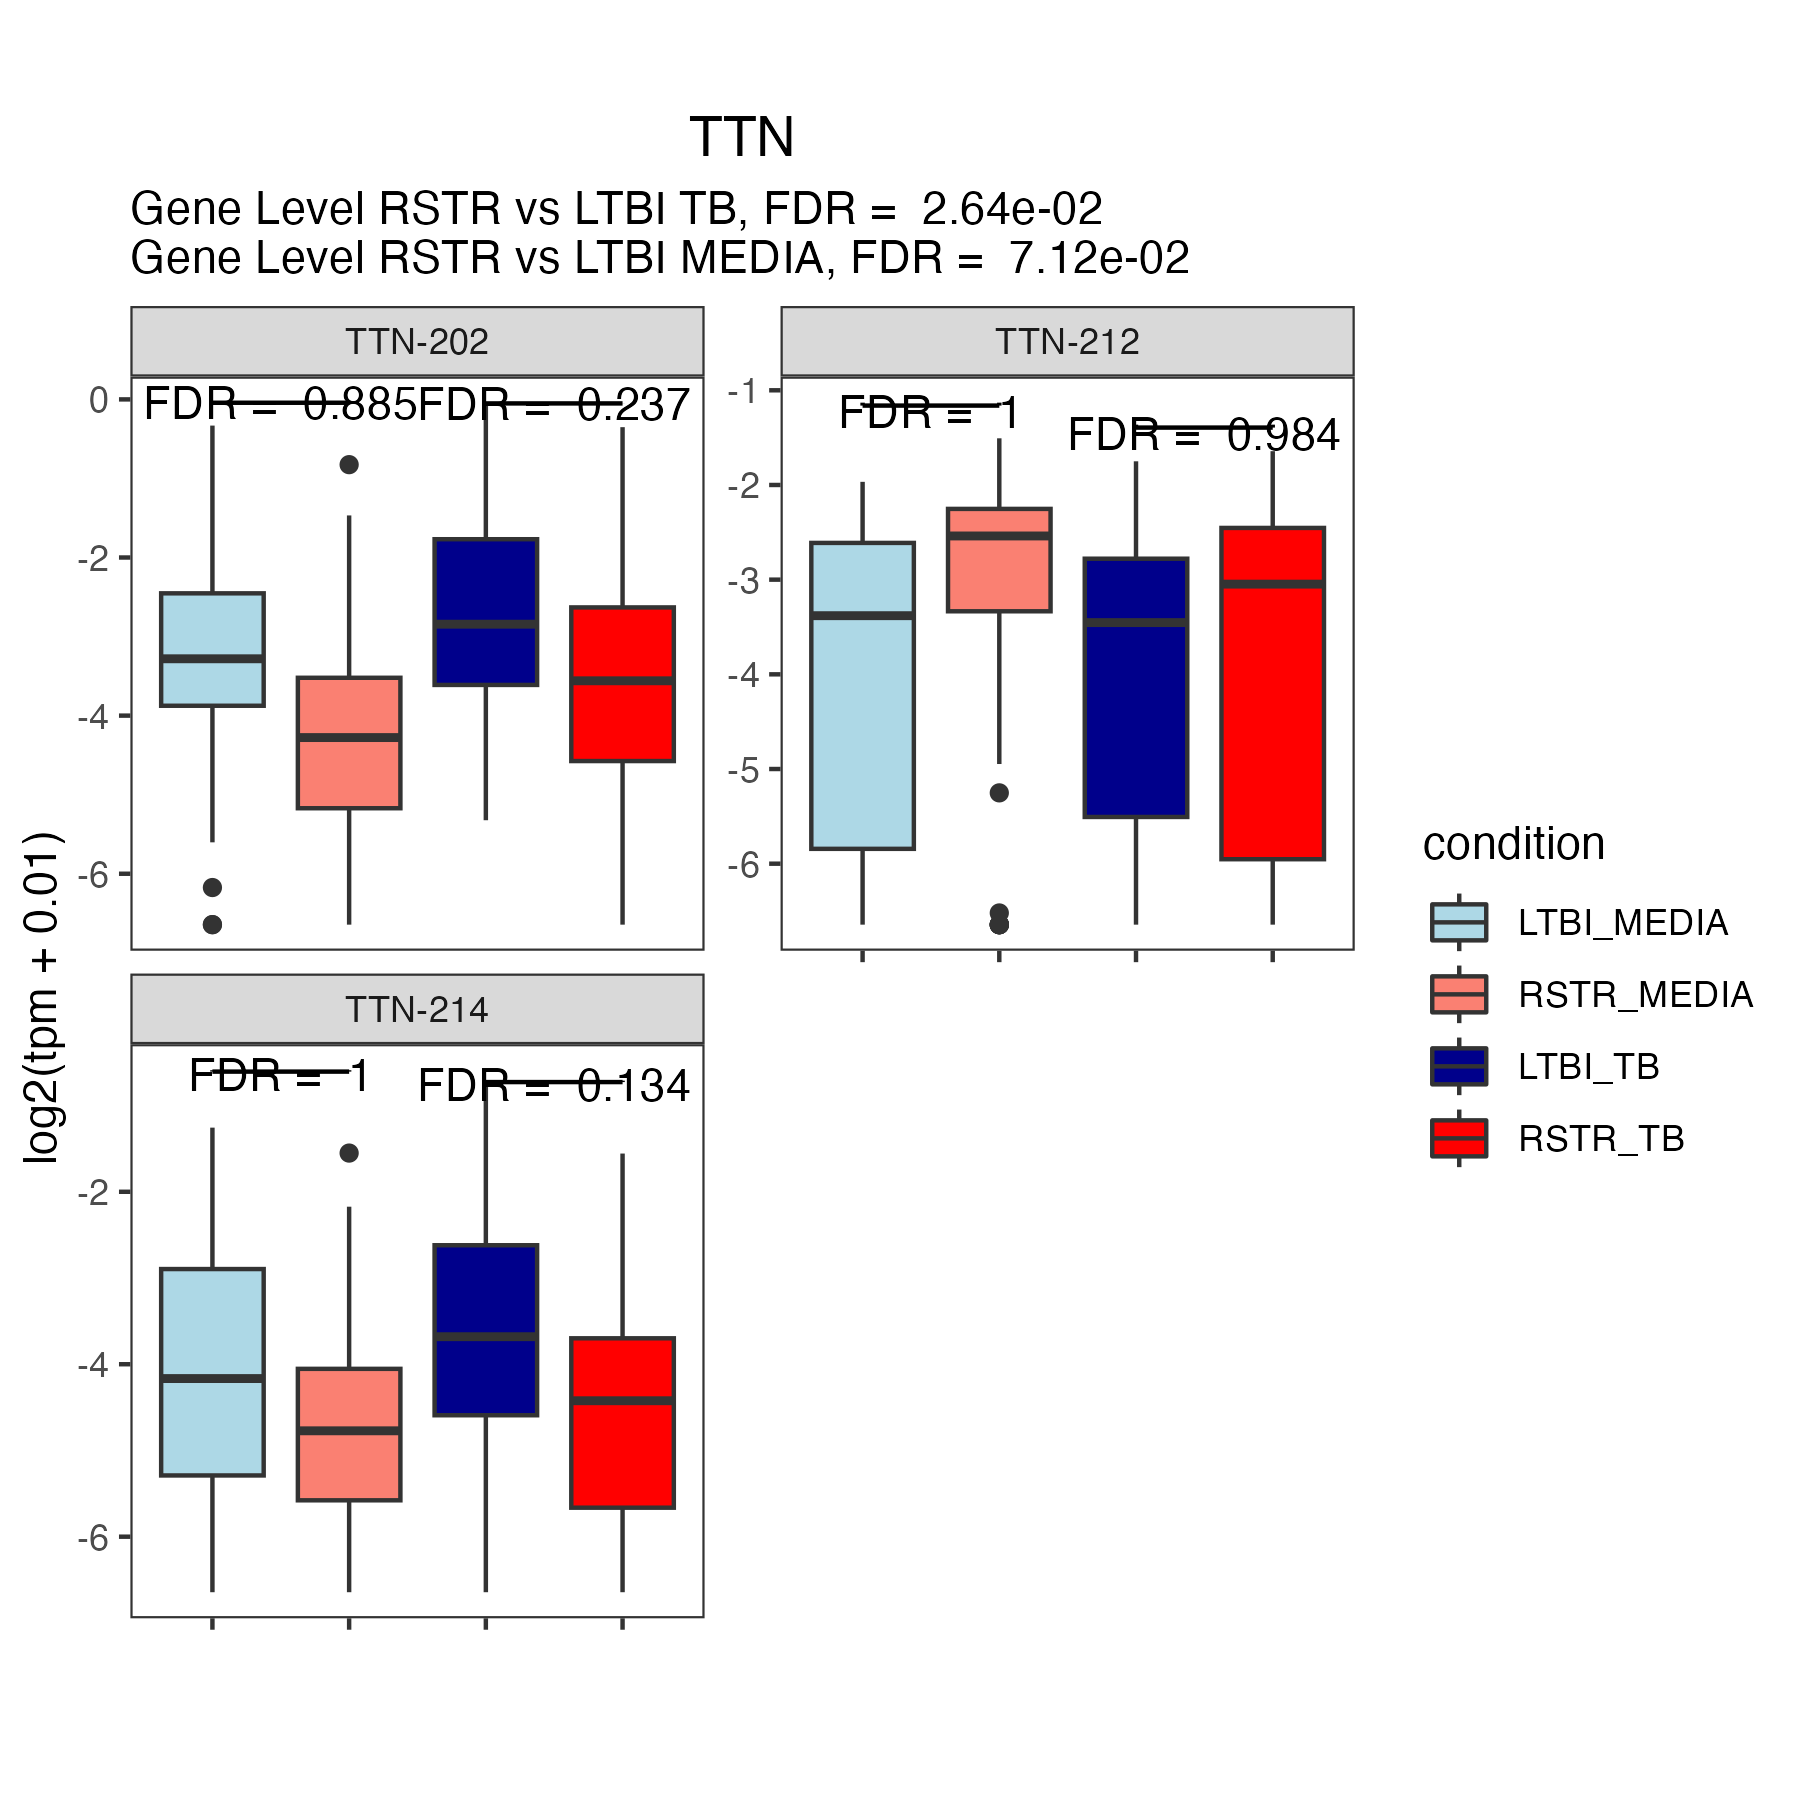 TTN
Gene Level RSTR vs LTBI TB, FDR =  2.64e-02
Gene Level RSTR vs LTBI MEDIA, FDR =  7.12e-02
TTN-202
FDR =  0.885
FDR =  0.237
0
-2
-4
-6
TTN-212
FDR =  1
FDR =  0.984
-1
-2
-3
-4
-5
-6
TTN-214
FDR =  1
FDR =  0.134
-2
-4
-6
log2(tpm + 0.01)
condition
LTBI_MEDIA
RSTR_MEDIA
LTBI_TB
RSTR_TB